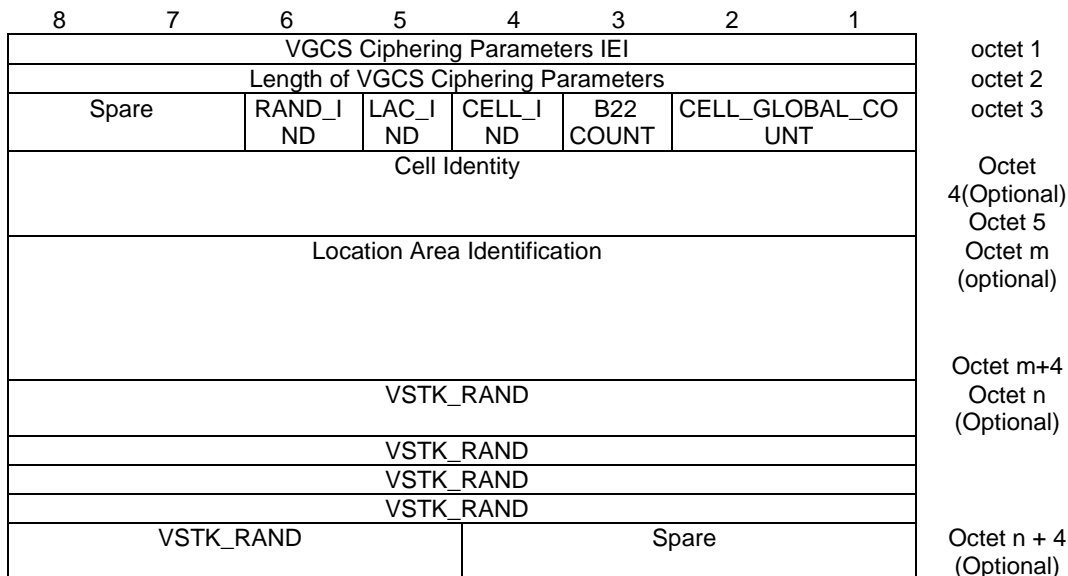 8 7 6 5 4 3 2 1
VGCS Ciphering Parameters IEI octet 1
Length of VGCS Ciphering Parameters octet 2
Spare RAND_I LAC_I CELL_I B22 CELL_GLOBAL_CO octet 3
ND ND ND COUNT UNT
Cell Identity Octet
4(Optional)
Octet 5
Location Area Identification Octet m
(optional)
Octet m+4
VSTK_RAND Octet n
(Optional)
VSTK_RAND
VSTK_RAND
VSTK_RAND
VSTK_RAND Spare Octet n + 4
(Optional)